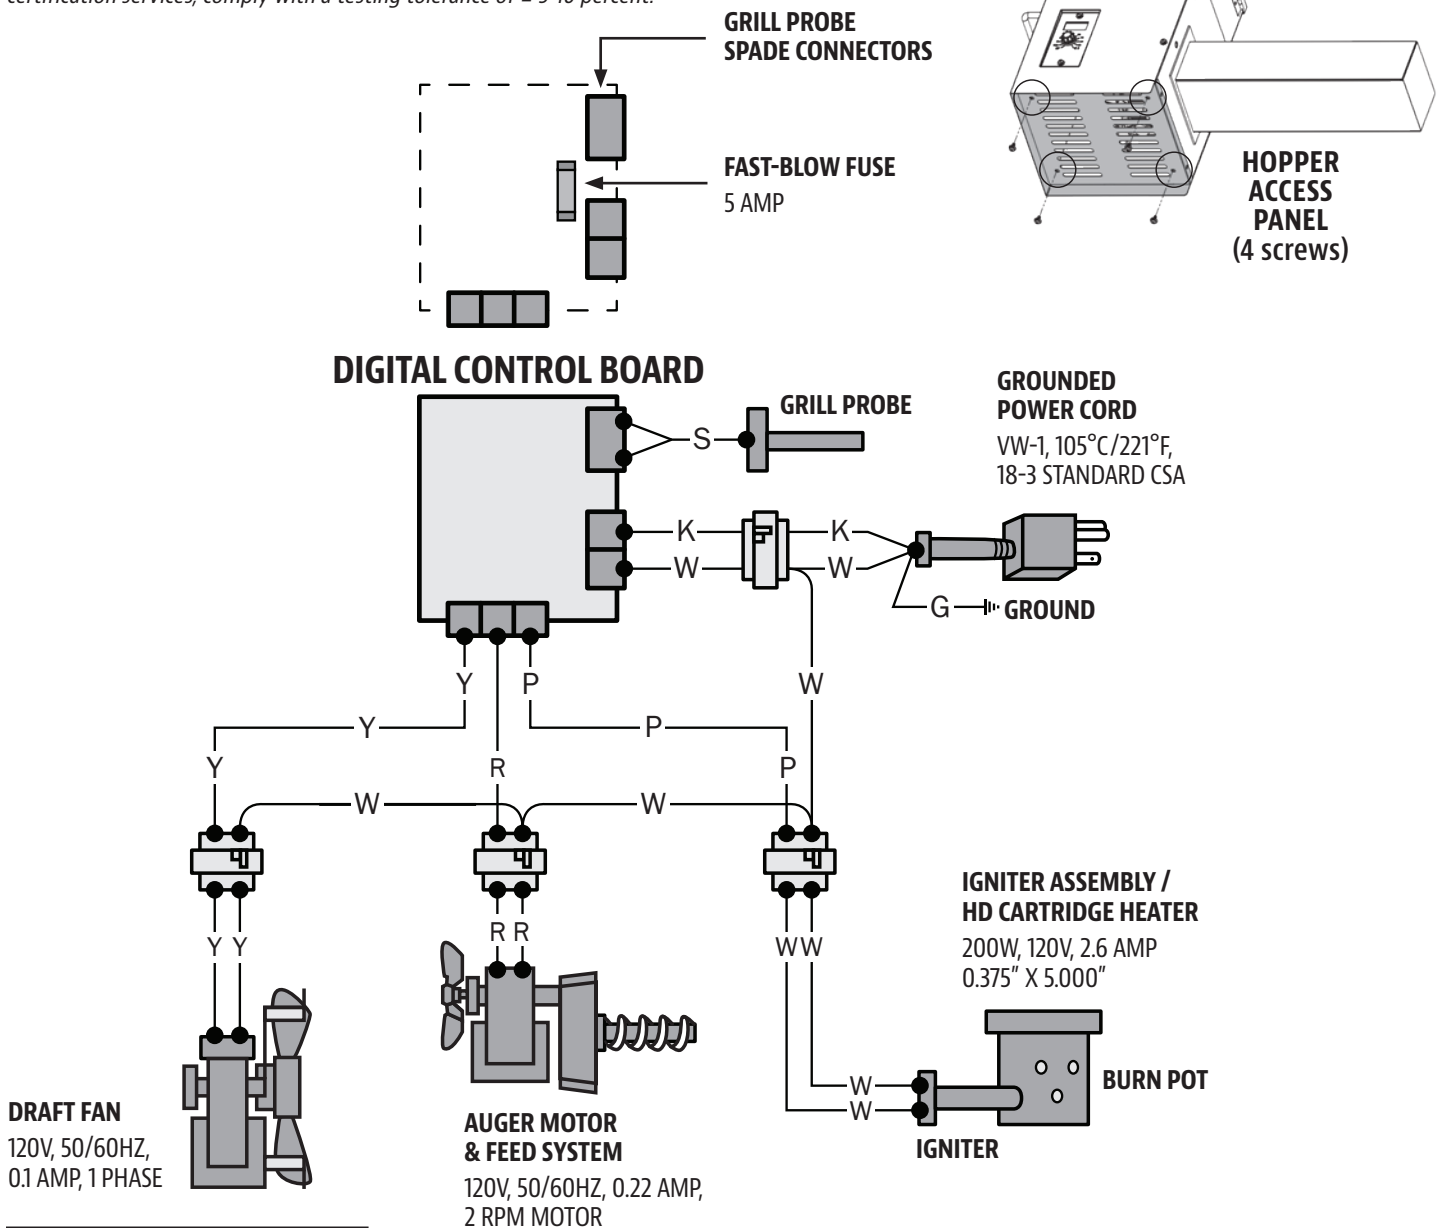 certification services, comply with a testing tolerance of ± 5-10 percent.
GRILL PROBE
SPADE CONNECTORS
FAST-BLOW FUSE
5 AMP
HOPPER
ACCESS
PANEL
(4 screws)
DIGITAL CONTROL BOARD
GRILL PROBE
S
GROUNDED
POWER CORD
VW-1, 105°C/221°F,
18-3 STANDARD CSA
K
K
W
W
G
GROUND
Y
P
W
Y
P
Y
R
P
W
W
Y Y
R R
W W
IGNITER ASSEMBLY /
HD CARTRIDGE HEATER
200W, 120V, 2.6 AMP
0.375" X 5.000"
W
W
BURN POT
IGNITER
DRAFT FAN
120V, 50/60HZ,
0.1 AMP, 1 PHASE
AUGER MOTOR
& FEED SYSTEM
120V, 50/60HZ, 0.22 AMP,
2 RPM MOTOR